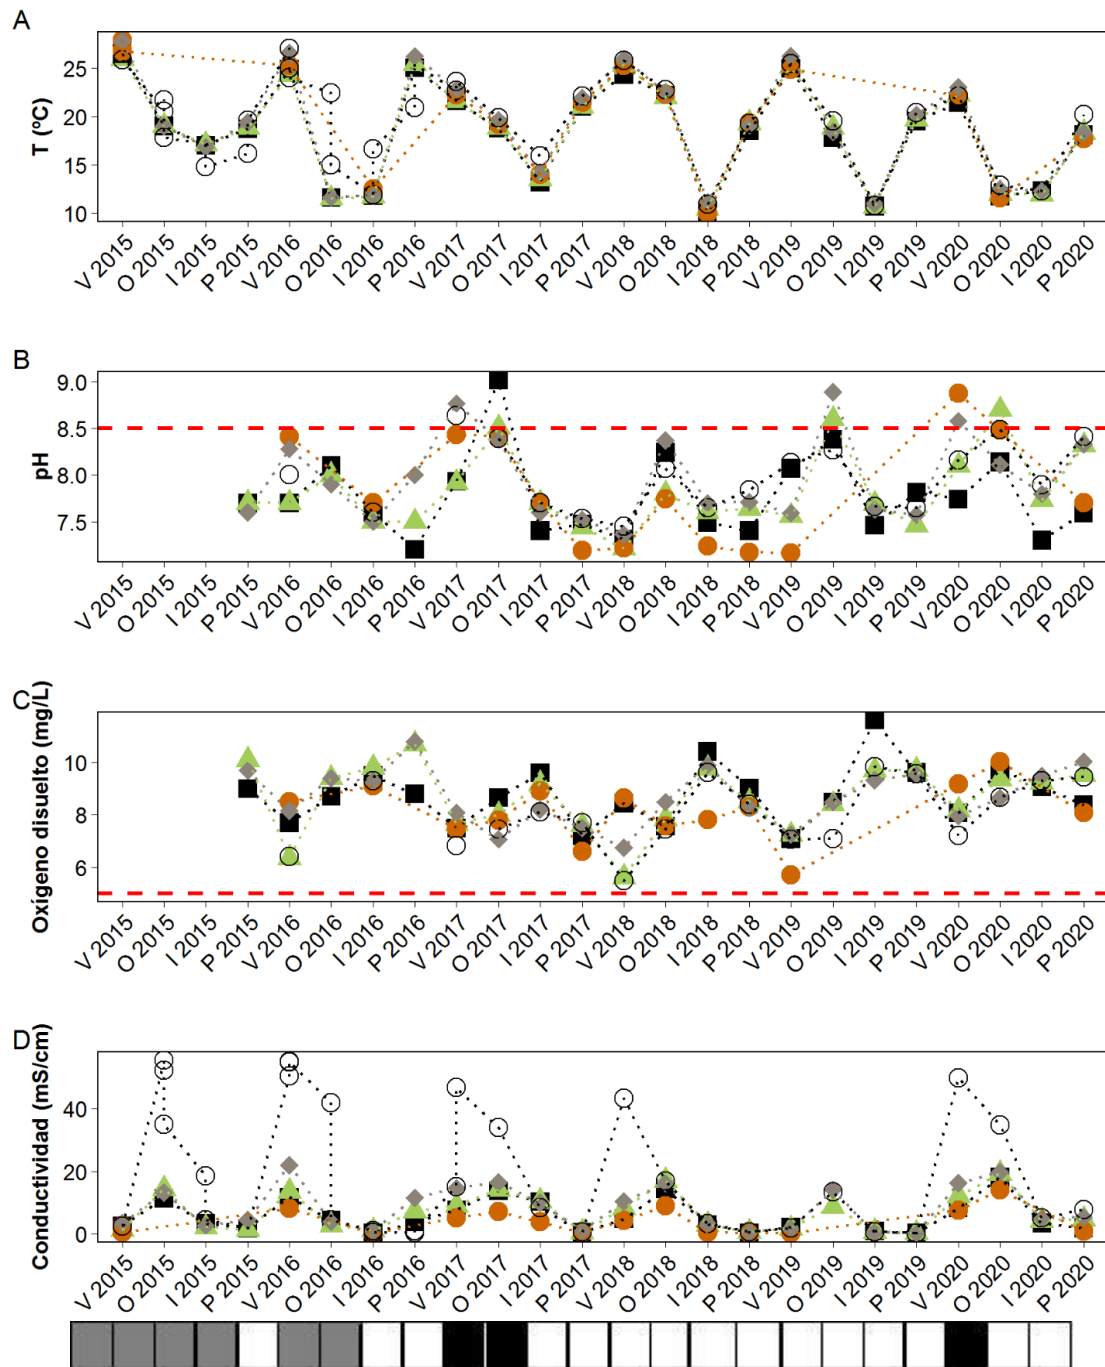 A
T (ºC)
25
20
15
10
V 2015 O 2015 I 2015 P 2015 V 2016 O 2016 I 2016 P 2016 V 2017 O 2017 I 2017 P 2017 V 2018 O 2018 I 2018 P 2018 V 2019 O 2019 I 2019 P 2019 V 2020 O 2020 I 2020 P 2020
B
pH
9.0
8.5
8.0
7.5
V 2015 O 2015 I 2015 P 2015 V 2016 O 2016 I 2016 P 2016 V 2017 O 2017 I 2017 P 2017 V 2018 O 2018 I 2018 P 2018 V 2019 O 2019 I 2019 P 2019 V 2020 O 2020 I 2020 P 2020
C
Oxígeno disuelto (mg/L)
10
8
6
V 2015 O 2015 I 2015 P 2015 V 2016 O 2016 I 2016 P 2016 V 2017 O 2017 I 2017 P 2017 V 2018 O 2018 I 2018 P 2018 V 2019 O 2019 I 2019 P 2019 V 2020 O 2020 I 2020 P 2020
D
Conductividad (mS/cm)
40
20
0
V 2015 O 2015 I 2015 P 2015 V 2016 O 2016 I 2016 P 2016 V 2017 O 2017 I 2017 P 2017 V 2018 O 2018 I 2018 P 2018 V 2019 O 2019 I 2019 P 2019 V 2020 O 2020 I 2020 P 2020